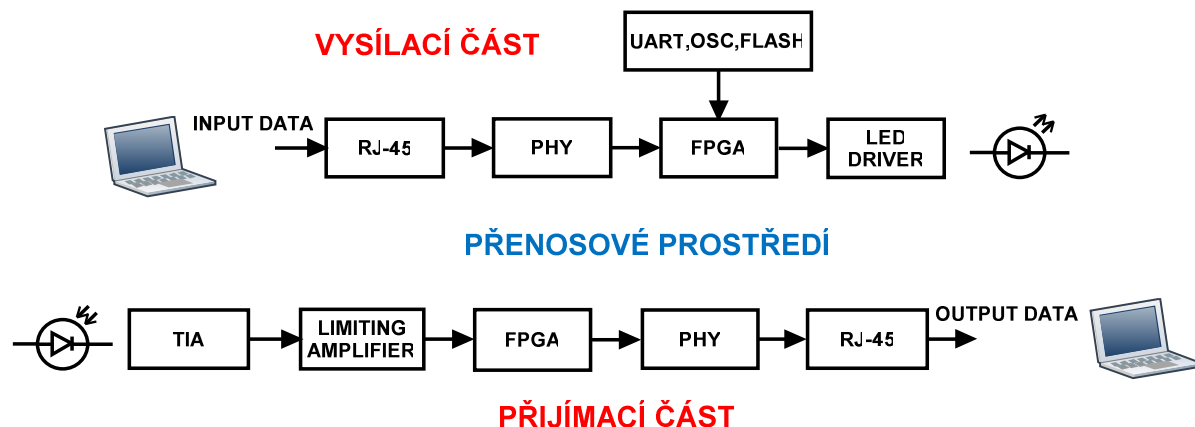 VYSÍLACÍ ČÁST
UART,OSC,FLASH
INPUT DATA
RJ-45
PHY
FPGA
LED
DRIVER
PŘENOSOVÉ PROSTŘEDÍ
TIA
LIMITING
AMPLIFIER
FPGA
PHY
RJ-45
OUTPUT DATA
PŘIJÍMACÍ ČÁST